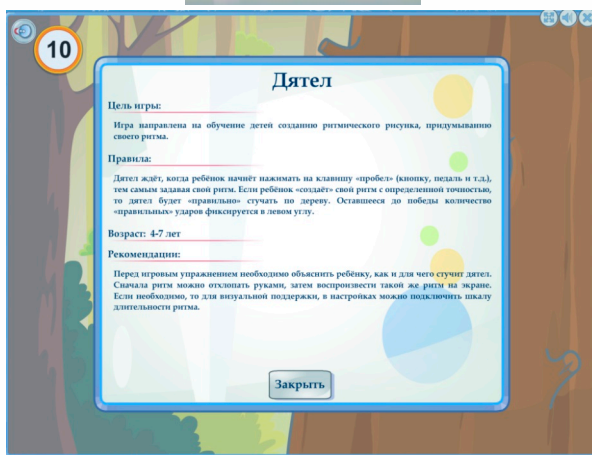 10
Дятел
Цель игры:
Игра направлена на обучение детей созданию ритмического рисунка, придумыванию
своего ритма.
Правила:
Дятел ждёт, когда ребёнок начнёт нажимать на клавишу «пробел» (кнопку, педаль и т.д.),
тем самым задавая свой ритм. Если ребёнок «создаёт» свой ритм с определенной точностью,
то дятел будет «правильно» стучать по дереву. Оставшееся до победы количество
«правильных» ударов фиксируется в левом углу.
Возраст: 4-7 лет
Рекомендации:
Перед игровым упражнением необходимо объяснить ребёнку, как и для чего стучит дятел.
Сначала ритм можно отхлопать руками, затем воспроизвести такой же ритм на экране.
Если необходимо, то для визуальной поддержки, в настройках можно подключить шкалу
длительности ритма.
Закрыть